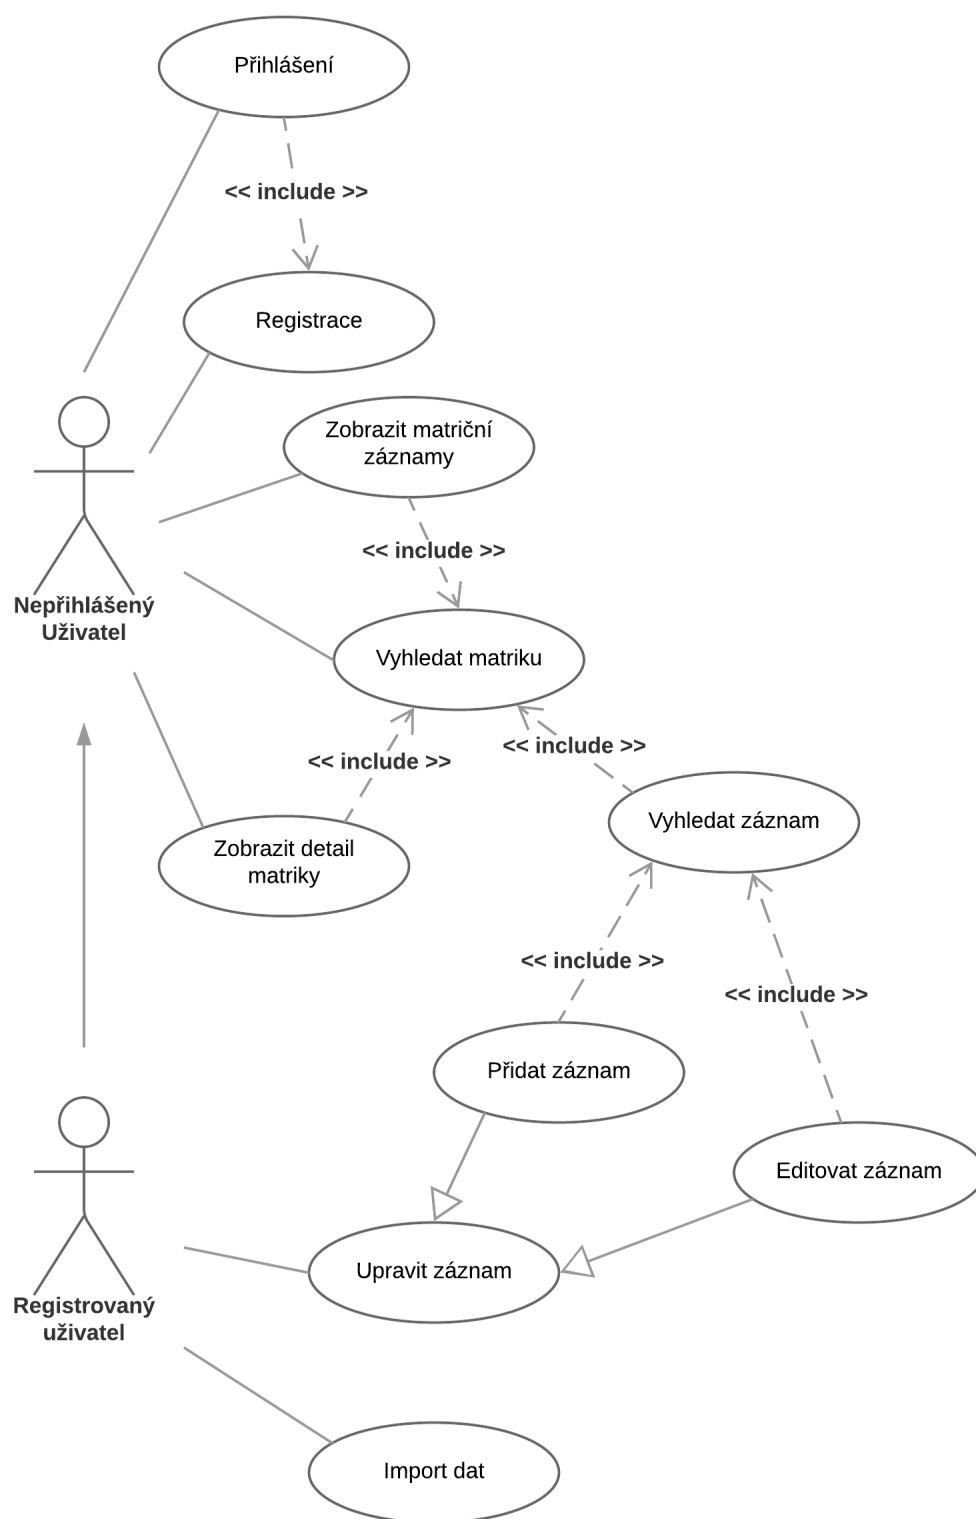 Přihlášení
<< include >>
Registrace
Zobrazit matriční
záznamy
<< include >>
Nepřihlášený
Uživatel
Vyhledat matriku
<< include >>
<< include >>
Vyhledat záznam
Zobrazit detail
matriky
<< include >>
<< include >>
Přidat záznam
Editovat záznam
Upravit záznam
Registrovaný
uživatel
Import dat